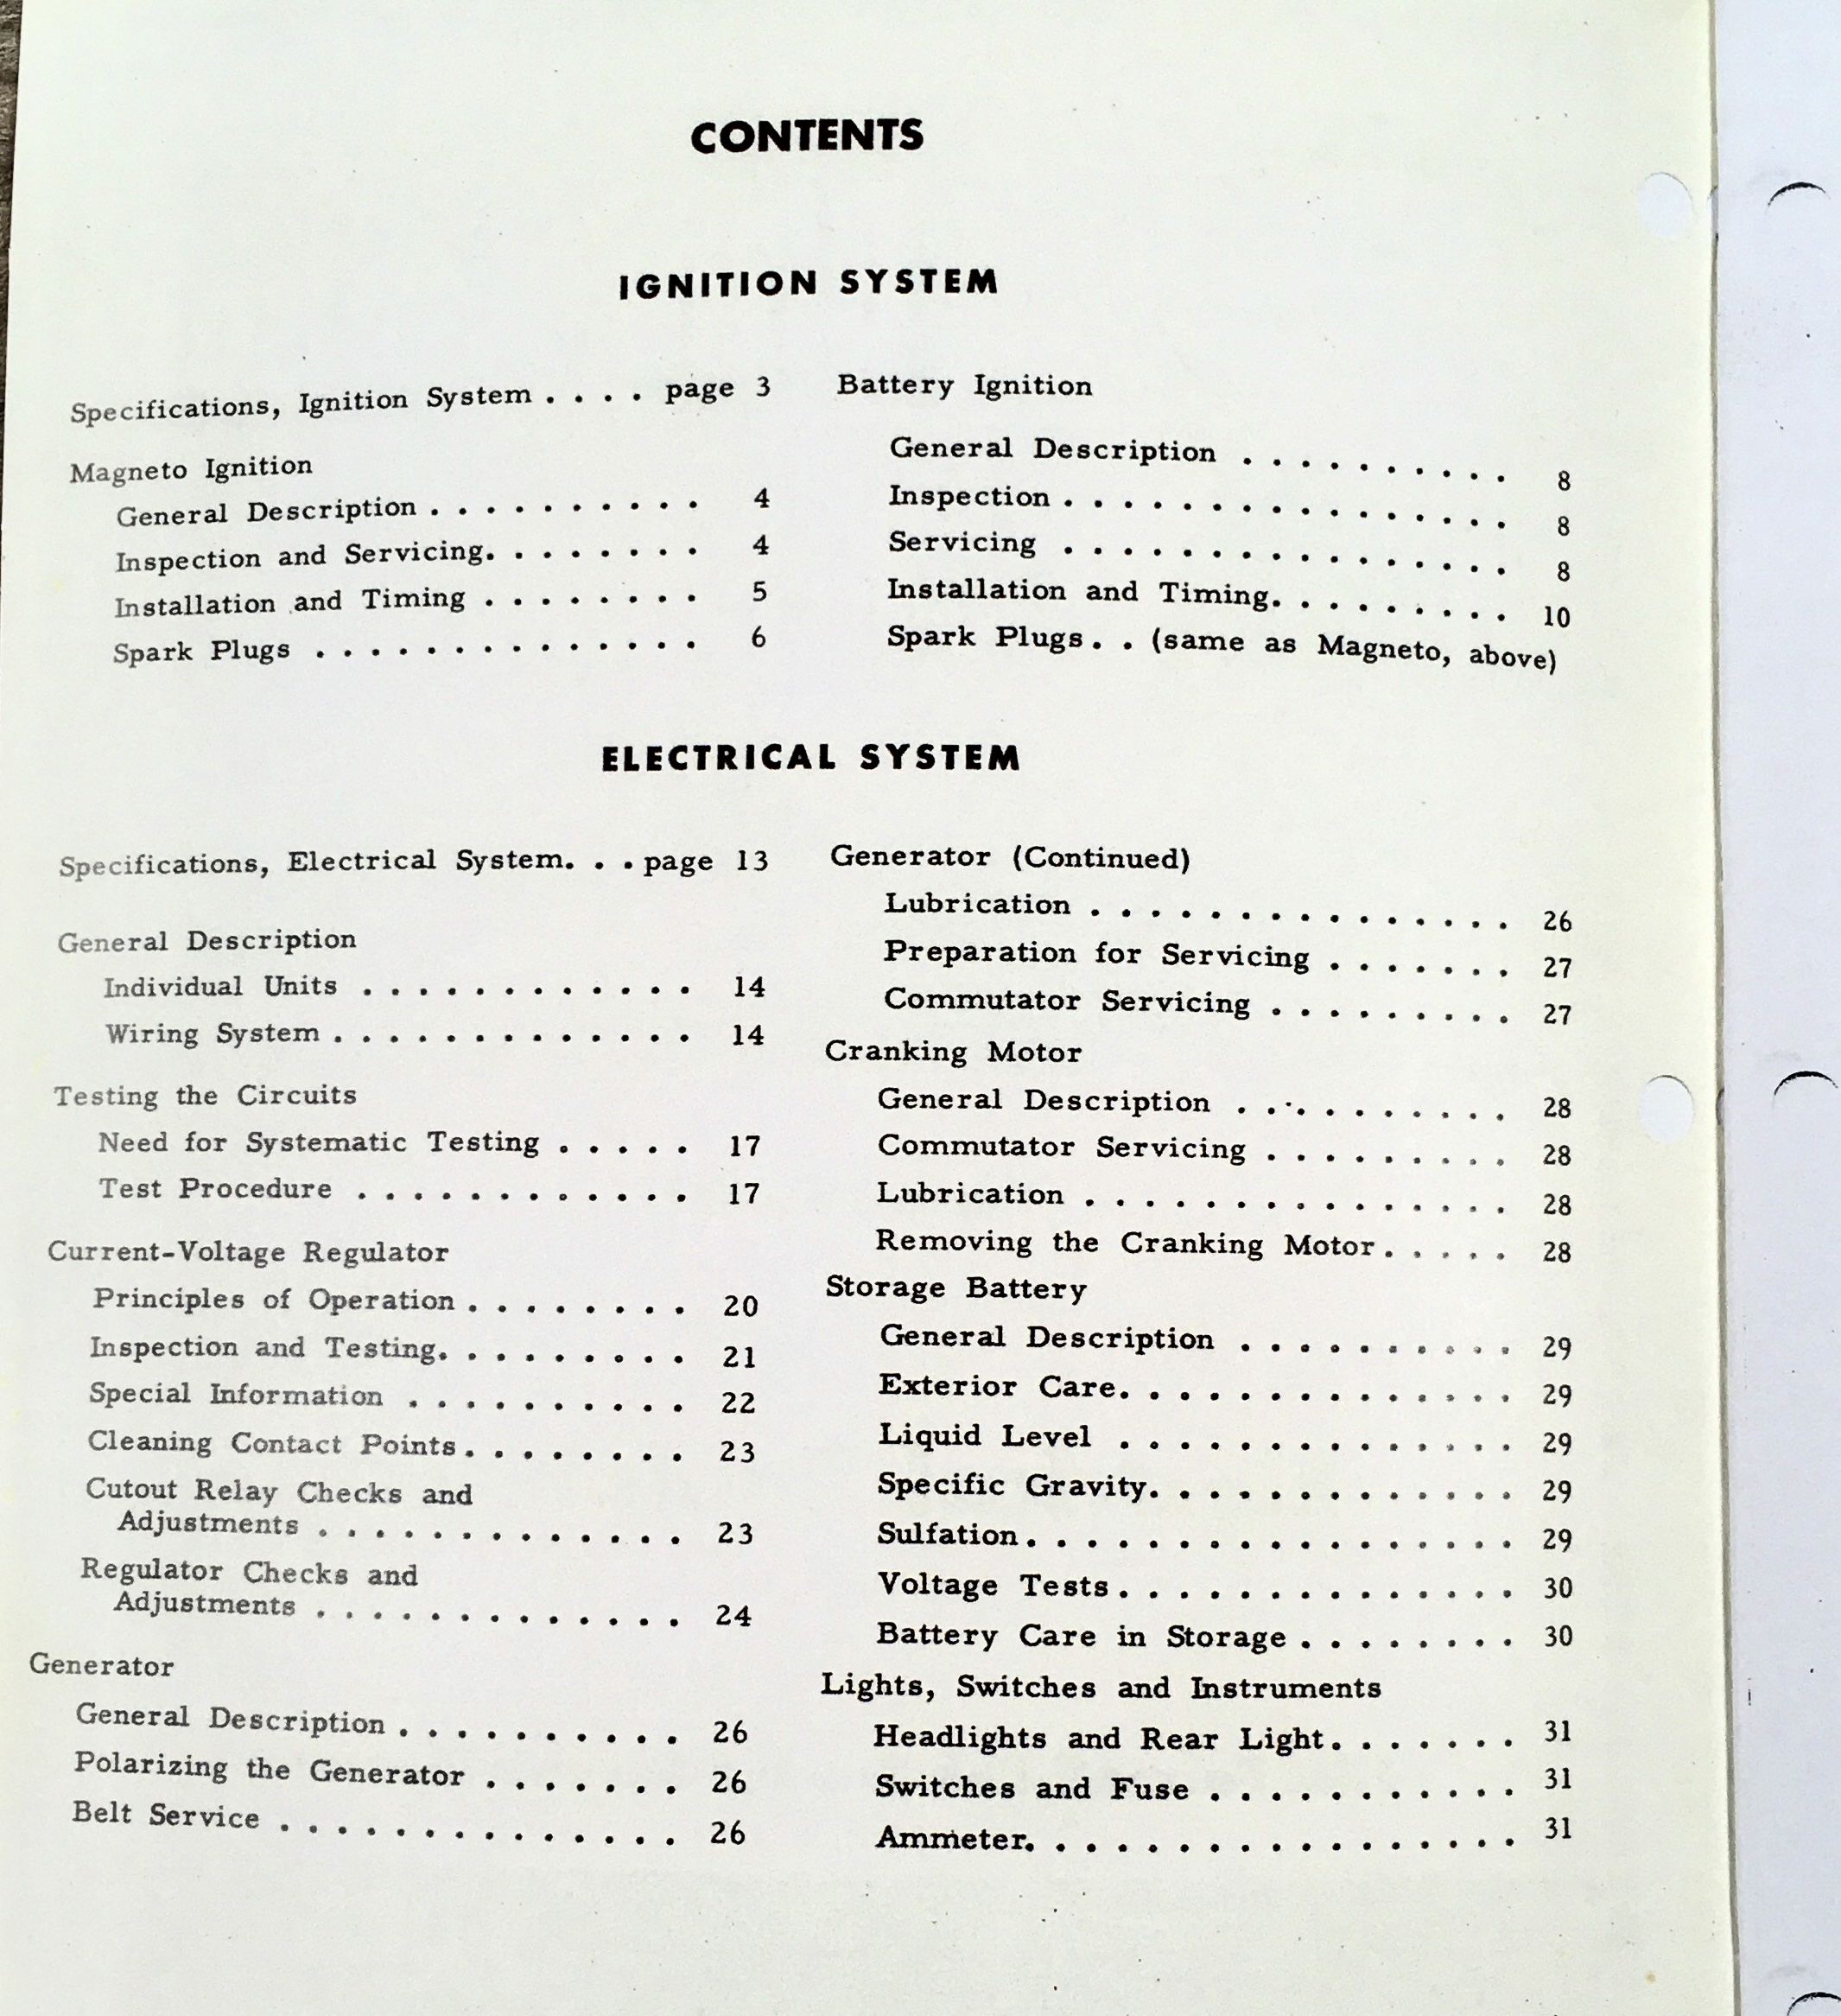 CONTENTS
IGNITION SYSTEM
Specifications, Ignition System . . . . page 3
Magneto Ignition
General Description . . . . . . . . . . 4
Inspection and Servicing. . . . . . . . 4
Installation and Timing . . . . . . . . 5
Spark Plugs . . . . . . . . . . . . . . 6
Battery Ignition
General Description . . . . . . . . . . 8
Inspection . . . . . . . . . . . . . . . . 8
Servicing . . . . . . . . . . . . . . . . 8
Installation and Timing. . . . . . . . . 10
Spark Plugs. . (same as Magneto, above)
ELECTRICAL SYSTEM
Specifications, Electrical System. . . page 13
General Description
Individual Units . . . . . . . . . . . . 14
Wiring System . . . . . . . . . . . . . 14
Testing the Circuits
Need for Systematic Testing . . . . . 17
Test Procedure . . . . . . . . . . . . 17
Current-Voltage Regulator
Principles of Operation . . . . . . . . 20
Inspection and Testing. . . . . . . . . 21
Special Information . . . . . . . . . . 22
Cleaning Contact Points . . . . . . . . 23
Cutout Relay Checks and
Adjustments . . . . . . . . . . . . . 23
Regulator Checks and
Adjustments . . . . . . . . . . . . . 24
Generator
General Description . . . . . . . . . . 26
Polarizing the Generator . . . . . . . 26
Belt Service . . . . . . . . . . . . . . 26
Generator (Continued)
Lubrication . . . . . . . . . . . . . . . 26
Preparation for Servicing . . . . . . . 27
Commutator Servicing . . . . . . . . . 27
Cranking Motor
General Description . . . . . . . . . . 28
Commutator Servicing . . . . . . . . . 28
Lubrication . . . . . . . . . . . . . . . 28
Removing the Cranking Motor . . . . . 28
Storage Battery
General Description . . . . . . . . . . 29
Exterior Care. . . . . . . . . . . . . . 29
Liquid Level . . . . . . . . . . . . . . 29
Specific Gravity. . . . . . . . . . . . . 29
Sulfation . . . . . . . . . . . . . . . . . 29
Voltage Tests . . . . . . . . . . . . . . 30
Battery Care in Storage . . . . . . . . 30
Lights, Switches and Instruments
Headlights and Rear Light. . . . . . . 31
Switches and Fuse . . . . . . . . . . . 31
Ammeter. . . . . . . . . . . . . . . . . 31